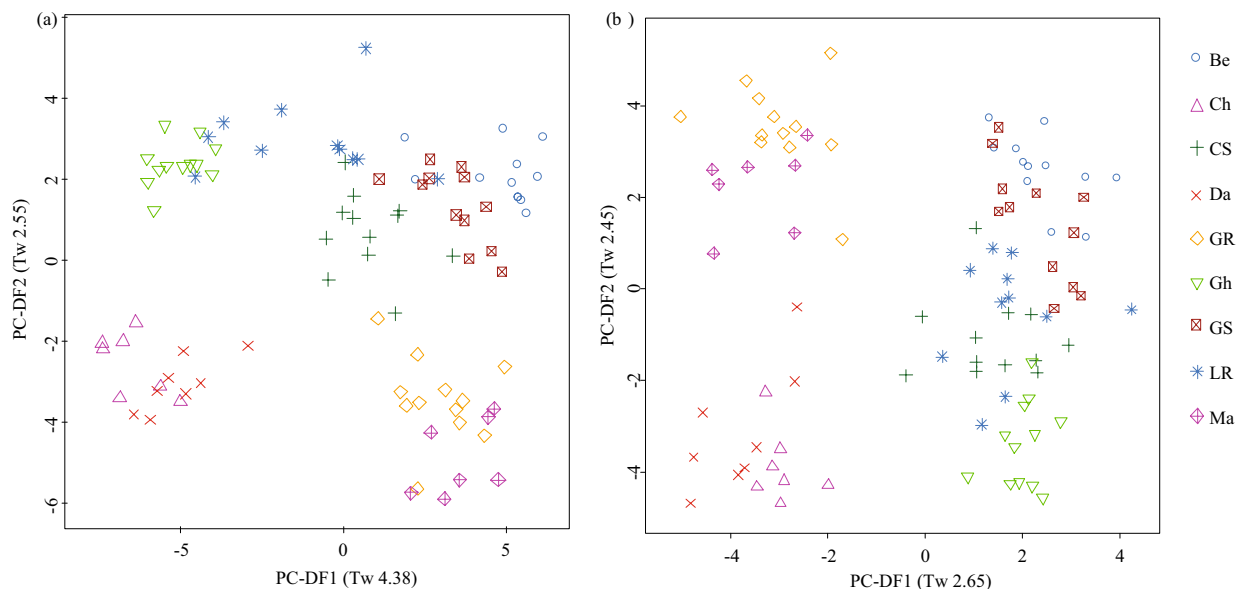 (a)
PC-DF2 (Tw 2.55)
4
2
0
-2
-4
-6
-5
0
5
PC-DF1 (Tw 4.38)
(b)
PC-DF2 (Tw 2.45)
4
2
0
-2
-4
-4
-2
0
2
4
PC-DF1 (Tw 2.65)
Be
Ch
CS
Da
GR
Gh
GS
LR
Ma